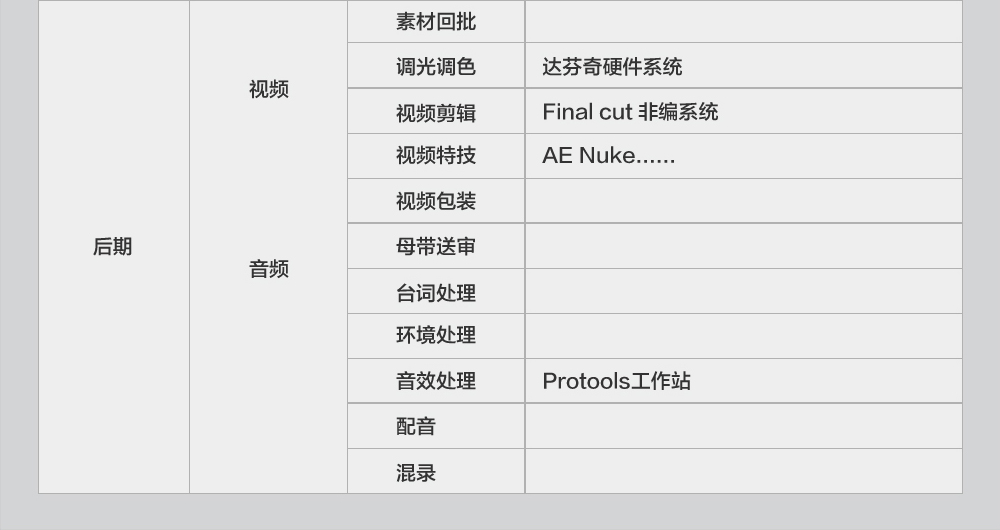 素材回批
调光调色 达芬奇硬件系统
视频
视频剪辑 Final cut 非编系统
视频特技 AE Nuke......
视频包装
后期
母带送审
音频
台词处理
环境处理
音效处理 Protools工作站
配音
混录